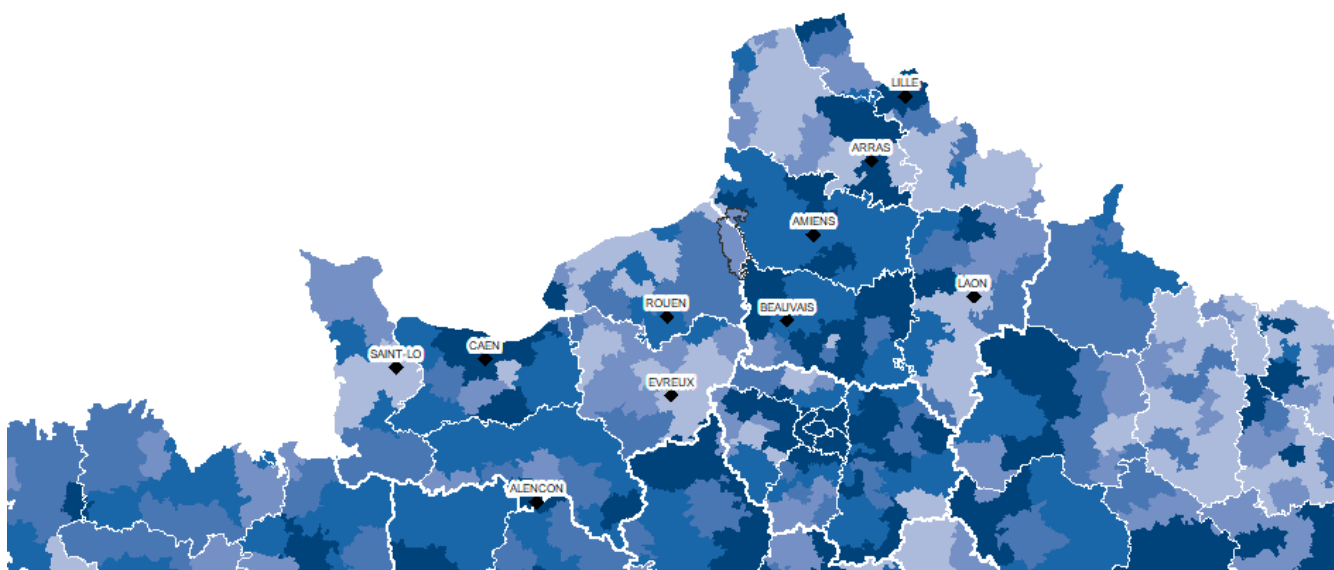 LILLE
ARRAS
AMIENS
LAON
ROUEN
BEAUVAIS
CAEN
SAINT-LO
EVREUX
ALENCON